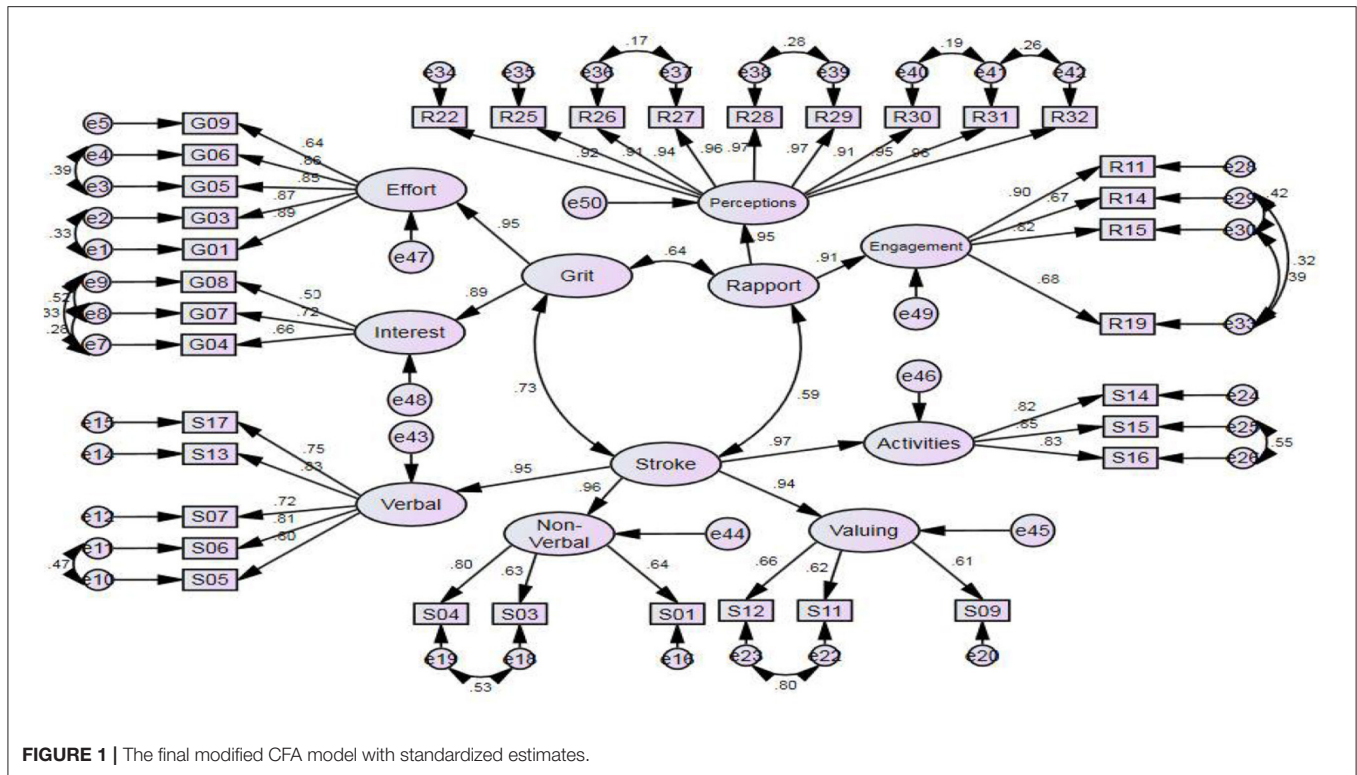 .17
.28
.19
.26
e34
e35
e36
e37
e38
e39
e40
e41
e42
R22
R25
R26
R27
R28
R29
R30
R31
R32
.92
.91
.94
.96
.97
.97
.91
.95
.96
e5
G09
e4
G06
.39
e3
G05
e2
G03
.33
e1
G01
.64
.86
.85
.87
.89
Effort
e47
.95
e50
Perceptions
.95
R11
e28
R14
e29
.42
R15
e30
.32
.39
R19
e33
.90
.67
.82
.68
Engagement
.91
e49
Grit
.64
Rapport
e9
G08
.52
33
e8
G07
.28
e7
G04
.72
.66
Interest
.89
e48
.73
.59
e46
S14
e24
S15
e25
.55
S16
e26
.82
.85
.83
Activities
.97
e15
S17
e14
S13
e12
S07
e11
S06
.47
e10
S05
.75
.83
.72
.81
.80
Verbal
e43
.95
Stroke
.96
.94
Non-
Verbal
e44
Valuing
e45
.80
.63
.64
.66
.62
.61
S04
S03
S01
S12
S11
S09
e19
e18
e16
e23
e22
e20
.53
.80
FIGURE 1 | The final modified CFA model with standardized estimates.